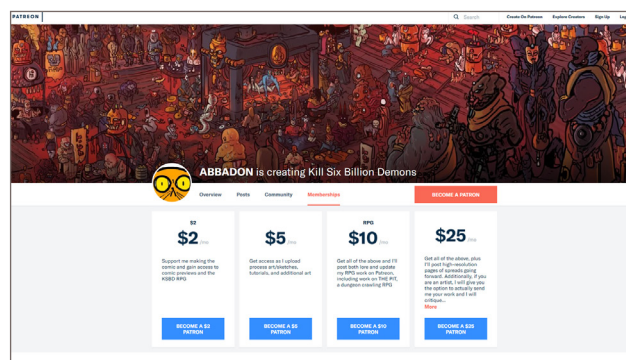 PATREON
Search
Create On Patreon
Explore Creators
Sign Up
Log
ABBADON is creating Kill Six Billion Demons
Overview
Posts
Community
Memberships
BECOME A PATRON
$2
$2 /mo
Support me making the
comic and gain access to
comic previews and the
KSBD RPG
BECOME A $2
PATRON
$5 /mo
Get access as I upload
process art/sketches,
tutorials, and additional art
BECOME A $5
PATRON
RPG
$10 /mo
Get all of the above and I'll
post both lore and update
my RPG work on Patreon,
including work on THE PIT,
a dungeon crawling RPG
BECOME A $10
PATRON
$25 /mo
Get all of the above, plus
I'll post high-resolution
pages of spreads going
forward. Additionally, if you
are an artist, I will give you
the option to actually send
me your work and I will
critique...
More
BECOME A $25
PATRON